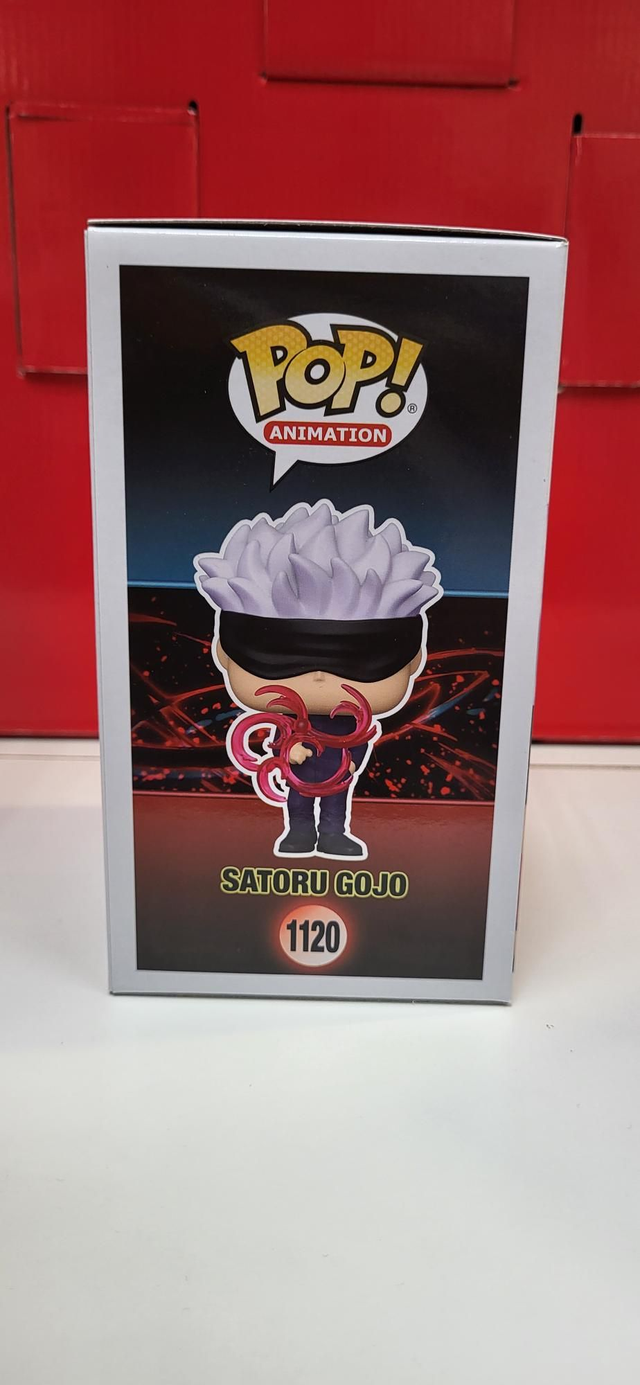 POP!
®
ANIMATION
SATORU GOJO
1120